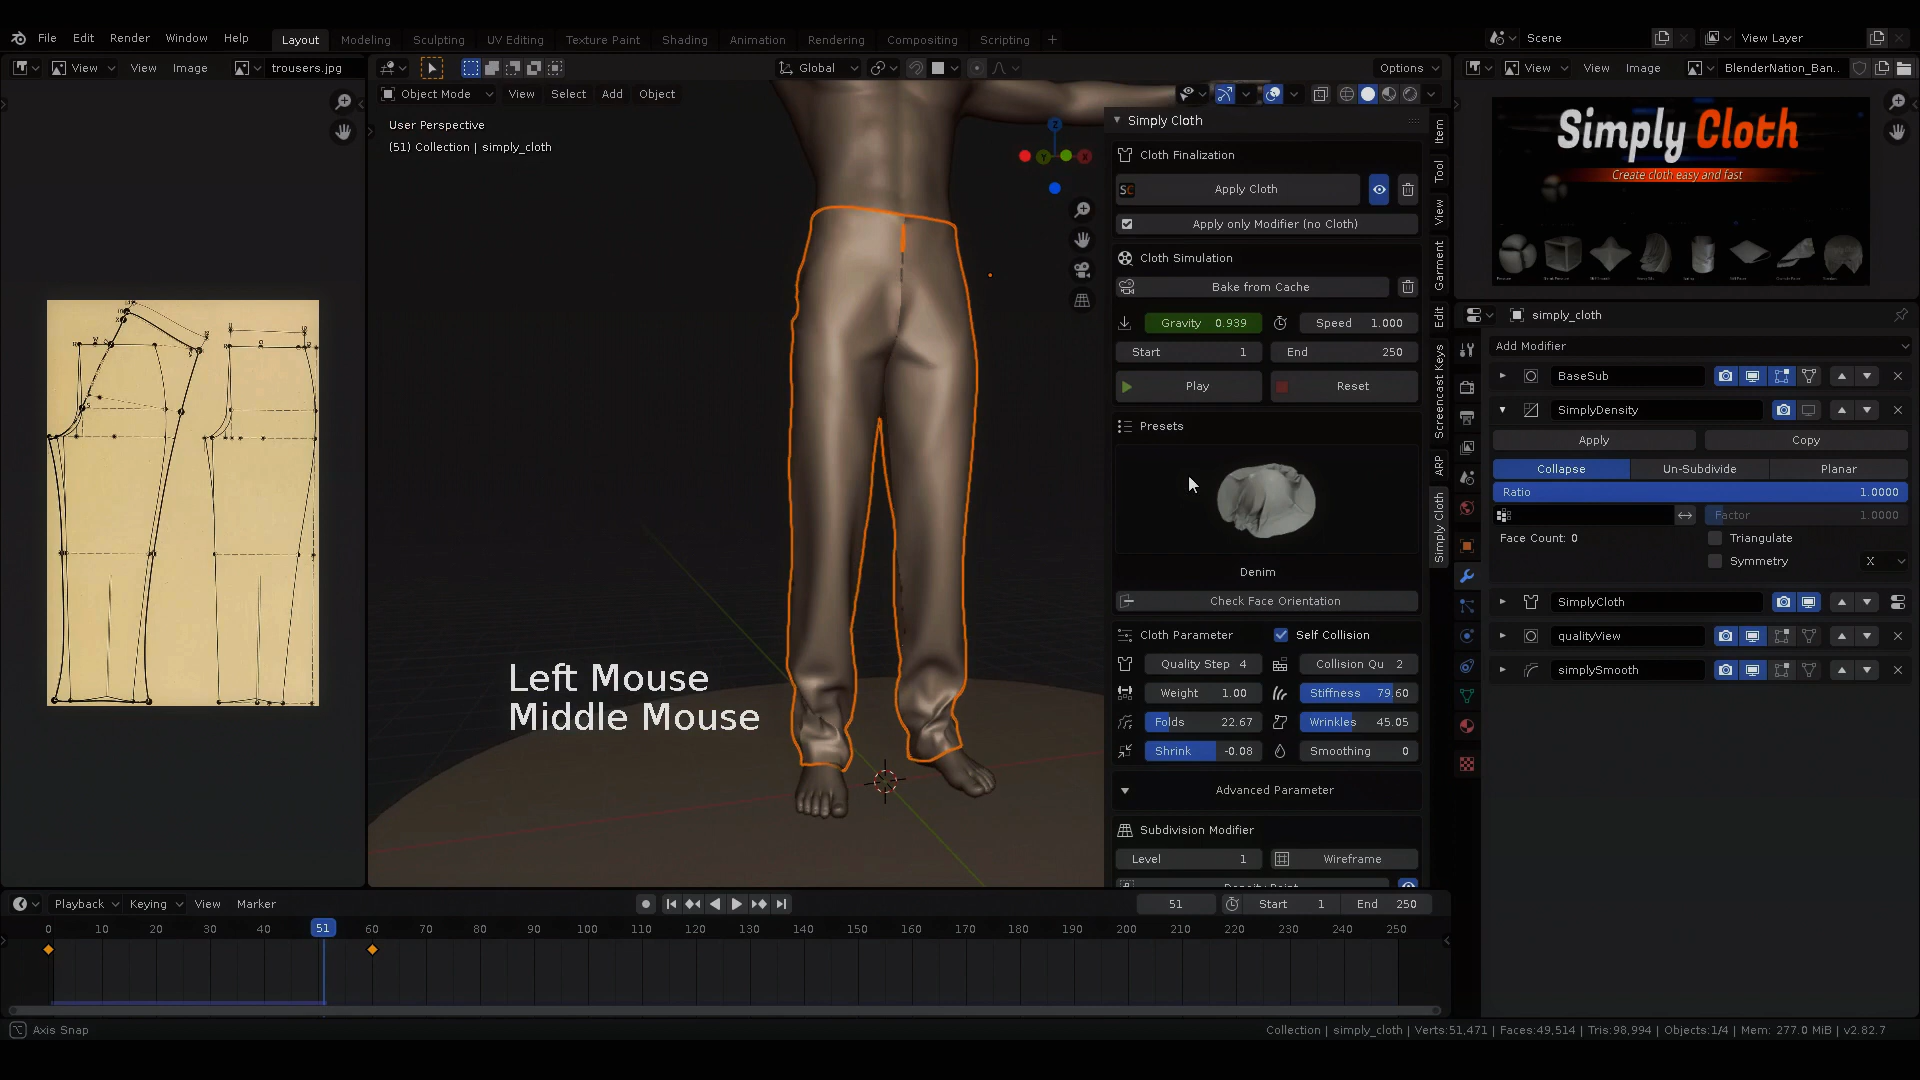 File Edit Render Window Help Layout Modeling Sculpting UV Editing Texture Paint Shading Animation Rendering Compositing Scripting + Scene View Layer
View View Image trousers.jpg
Global Options
View View Image BlenderNation_Ban..
Object Mode View Select Add Object
User Perspective
(51) Collection | simply_cloth
Left Mouse
Middle Mouse
Simply Cloth
Cloth Finalization
SC Apply Cloth
Apply only Modifier (no Cloth)
Cloth Simulation
Bake from Cache
Gravity 0.939 Speed 1.000
Start 1 End 250
Play Reset
Presets
Denim
Check Face Orientation
Cloth Parameter Self Collision
Quality Step 4 Collision Qu 2
Weight 1.00 Stiffness 79.60
Folds 22.67 Wrinkles 45.05
Shrink -0.08 Smoothing 0
Advanced Parameter
Subdivision Modifier
Level 1 Wireframe
Item
Tool
View
Garment
Edit
Screencast Keys
ARP
Simply Cloth
Simply Cloth
Create cloth easy and fast
simply_cloth
Add Modifier
BaseSub
SimplyDensity
Apply Copy
Collapse Un-Subdivide Planar
Ratio 1.0000
Factor 1.0000
Face Count: 0 Triangulate
Symmetry X
SimplyCloth
qualityView
simplySmooth
Playback Keying View Marker 51 Start 1 End 250
0 10 20 30 40 51 60 70 80 90 100 110 120 130 140 150 160 170 180 190 200 210 220 230 240 250
Axis Snap
Collection | simply_cloth | Verts:51,471 | Faces:49,514 | Tris:98,994 | Objects:1/4 | Mem: 277.0 MiB | v2.82.7